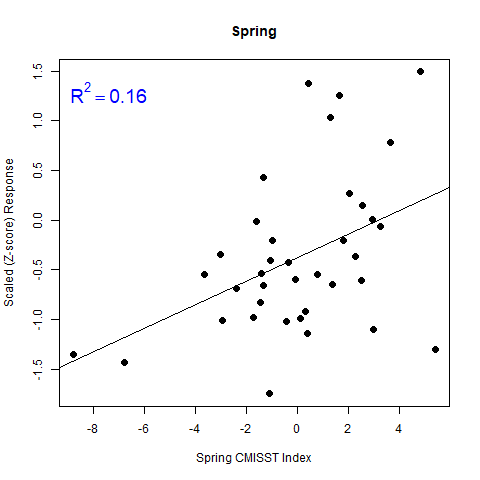 Spring
R² = 0.16
Scaled (Z-score) Response
1.5
1.0
0.5
0.0
-0.5
-1.0
-1.5
-8 -6 -4 -2 0 2 4
Spring CMISST Index